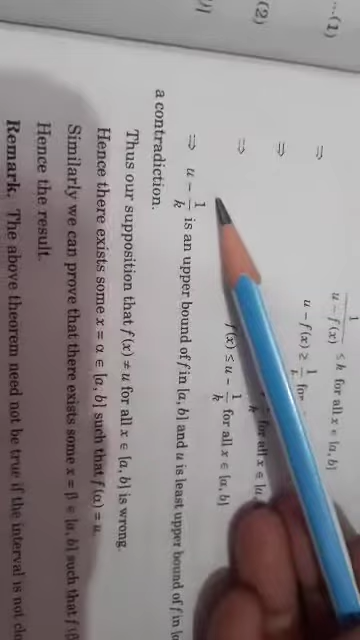 ...(1)
(2)
⇒ 1/(u − f(x)) ≤ k for all x ∈ [a, b]
⇒ u − f(x) ≥ 1/
⇒ f(x) ≤ u − 1/k for all x ∈ [a, b]
⇒ u − 1/k is an upper bound of f in [a, b] and u is least upper bound of f in
a contradiction.
Thus our supposition that f(x) ≠ u for all x ∈ [a, b] is wrong.
Hence there exists some x = α ∈ [a, b] such that f(α) = u.
Similarly we can prove that there exists some x = β ∈ [a, b] such that f
Hence the result.
Remark. The above theorem need not be true if the interval is not